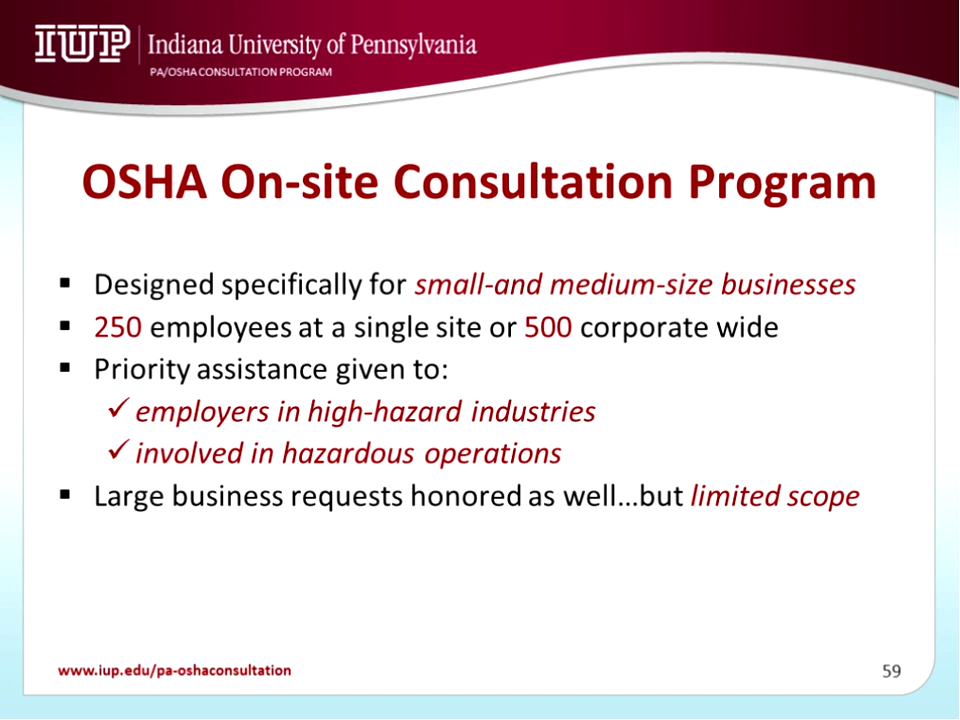 IUP
Indiana University of Pennsylvania
PA/OSHA CONSULTATION PROGRAM
OSHA On-site Consultation Program
▪ Designed specifically for small-and medium-size businesses
▪ 250 employees at a single site or 500 corporate wide
▪ Priority assistance given to:
✓ employers in high-hazard industries
✓ involved in hazardous operations
▪ Large business requests honored as well...but limited scope
www.iup.edu/pa-oshaconsultation
59